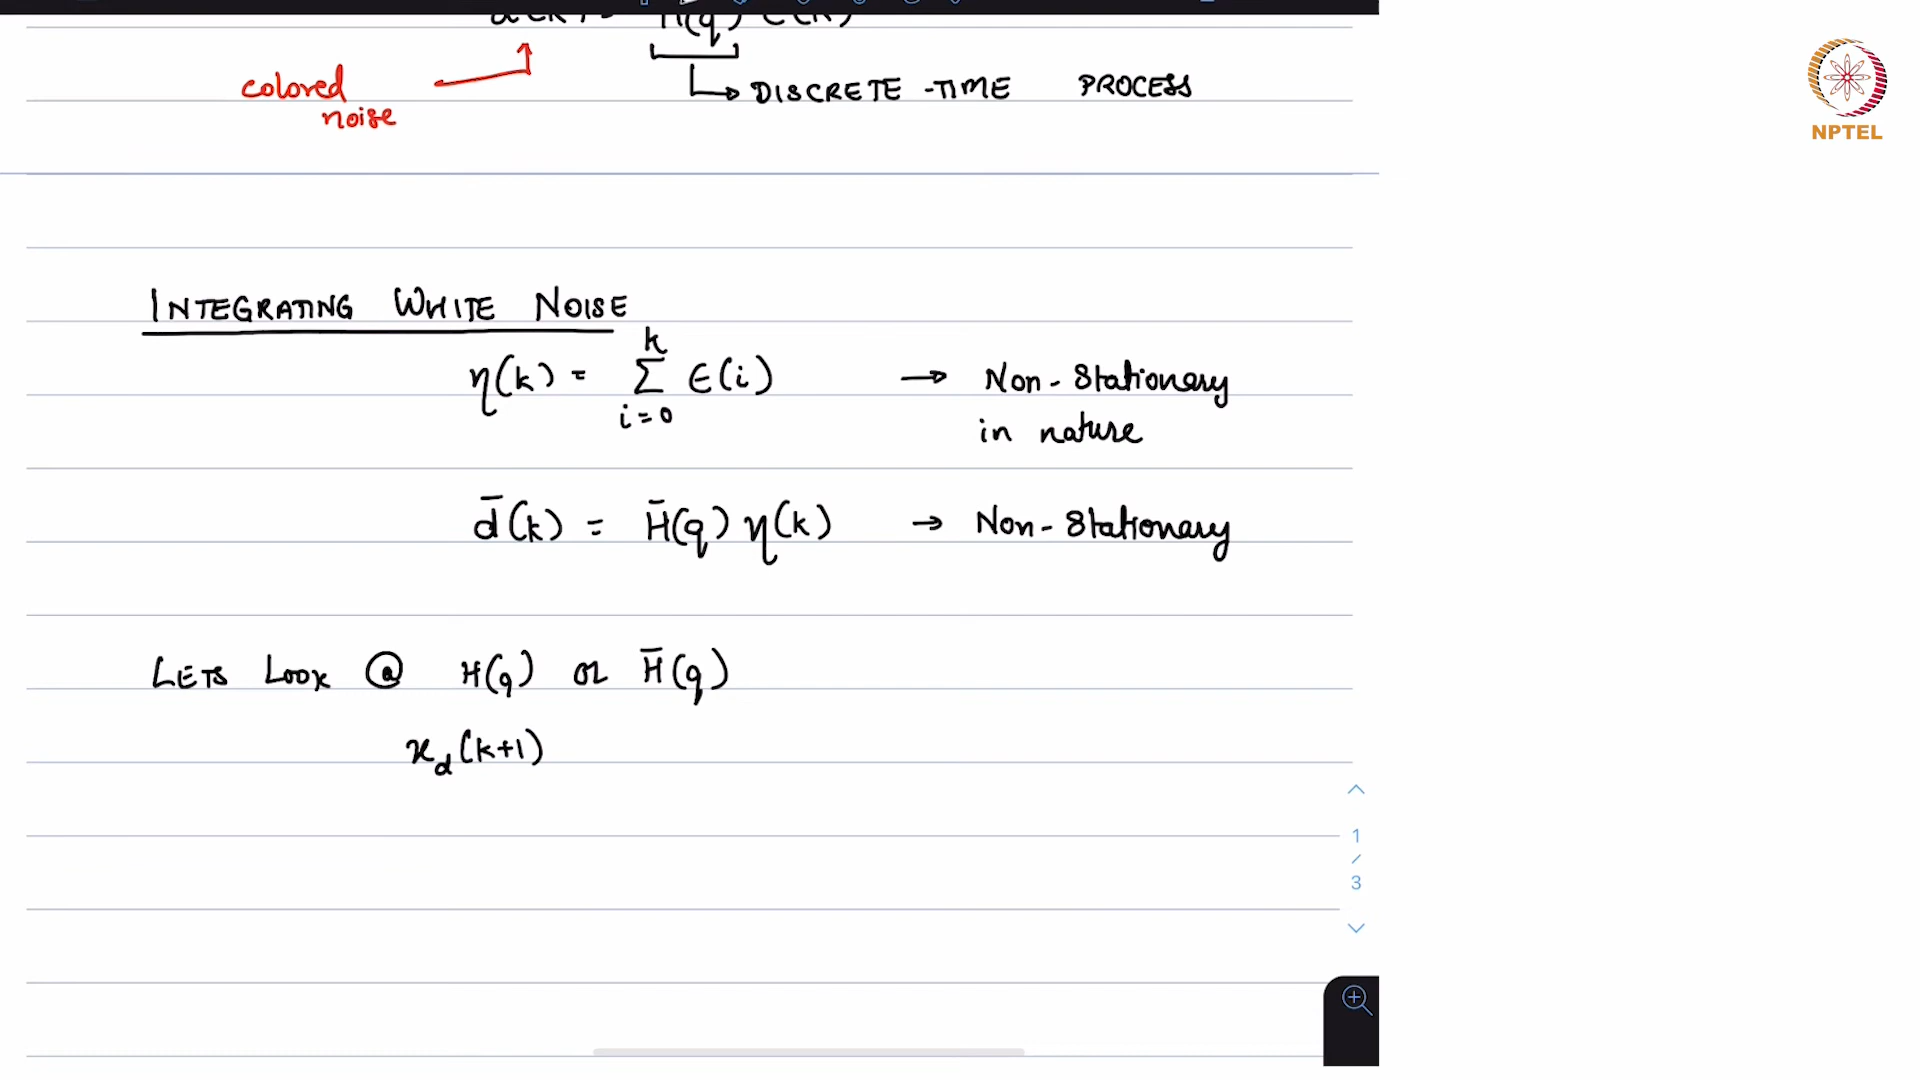 H(q)
colored
noise
DISCRETE-TIME PROCESS
NPTEL
INTEGRATING WHITE NOISE
η(k) = Σ_{i=0}^{k} ϵ(i) → Non-Stationary
in nature
d̄(k) = H̄(q) η(k) → Non-Stationary
LETS LOOK @ H(q) or H̄(q)
x_d(k+1)
1
/
3